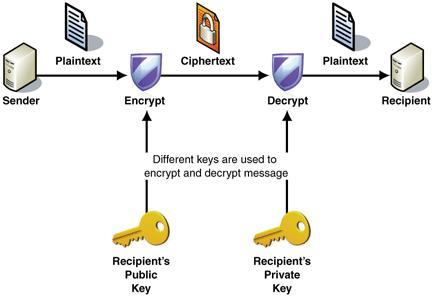 Plaintext
Ciphertext
Plaintext
Sender
Encrypt
Decrypt
Recipient
Different keys are used to
encrypt and decrypt message
Recipient's
Public
Key
Recipient's
Private
Key